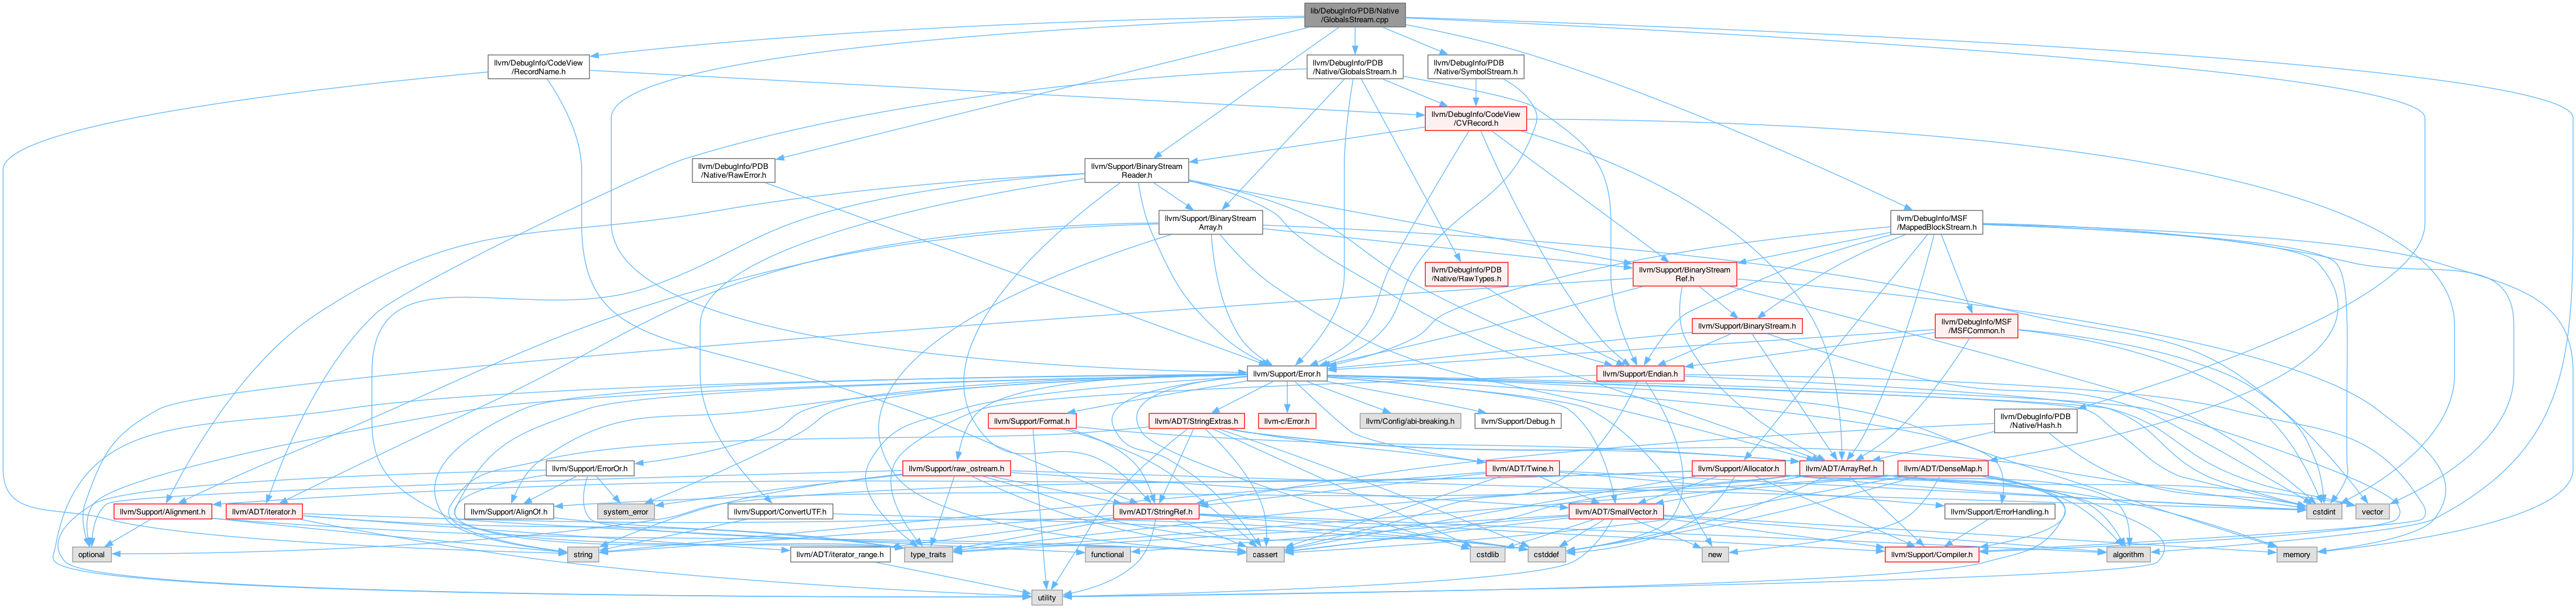 lib/DebugInfo/PDB/Native
/GlobalsStream.cpp
llvm/DebugInfo/CodeView
/RecordName.h
llvm/DebugInfo/PDB
/Native/GlobalsStream.h
llvm/DebugInfo/PDB
/Native/SymbolStream.h
llvm/DebugInfo/CodeView
/CVRecord.h
llvm/DebugInfo/PDB
/Native/RawError.h
llvm/Support/BinaryStream
Reader.h
llvm/Support/BinaryStream
Array.h
llvm/DebugInfo/MSF
/MappedBlockStream.h
llvm/DebugInfo/PDB
/Native/RawTypes.h
llvm/Support/BinaryStream
Ref.h
llvm/Support/BinaryStream.h
llvm/DebugInfo/MSF
/MSFCommon.h
llvm/Support/Error.h
llvm/Support/Endian.h
llvm/Support/Format.h
llvm/ADT/StringExtras.h
llvm-c/Error.h
llvm/Config/abi-breaking.h
llvm/Support/Debug.h
llvm/DebugInfo/PDB
/Native/Hash.h
llvm/Support/ErrorOr.h
llvm/Support/raw_ostream.h
llvm/ADT/Twine.h
llvm/Support/Allocator.h
llvm/ADT/ArrayRef.h
llvm/ADT/DenseMap.h
llvm/Support/Alignment.h
llvm/ADT/iterator.h
llvm/Support/AlignOf.h
system_error
llvm/Support/ConvertUTF.h
llvm/ADT/StringRef.h
llvm/ADT/SmallVector.h
llvm/Support/ErrorHandling.h
cstdint
vector
optional
string
llvm/ADT/iterator_range.h
type_traits
functional
cassert
cstdlib
cstddef
new
llvm/Support/Compiler.h
algorithm
memory
utility